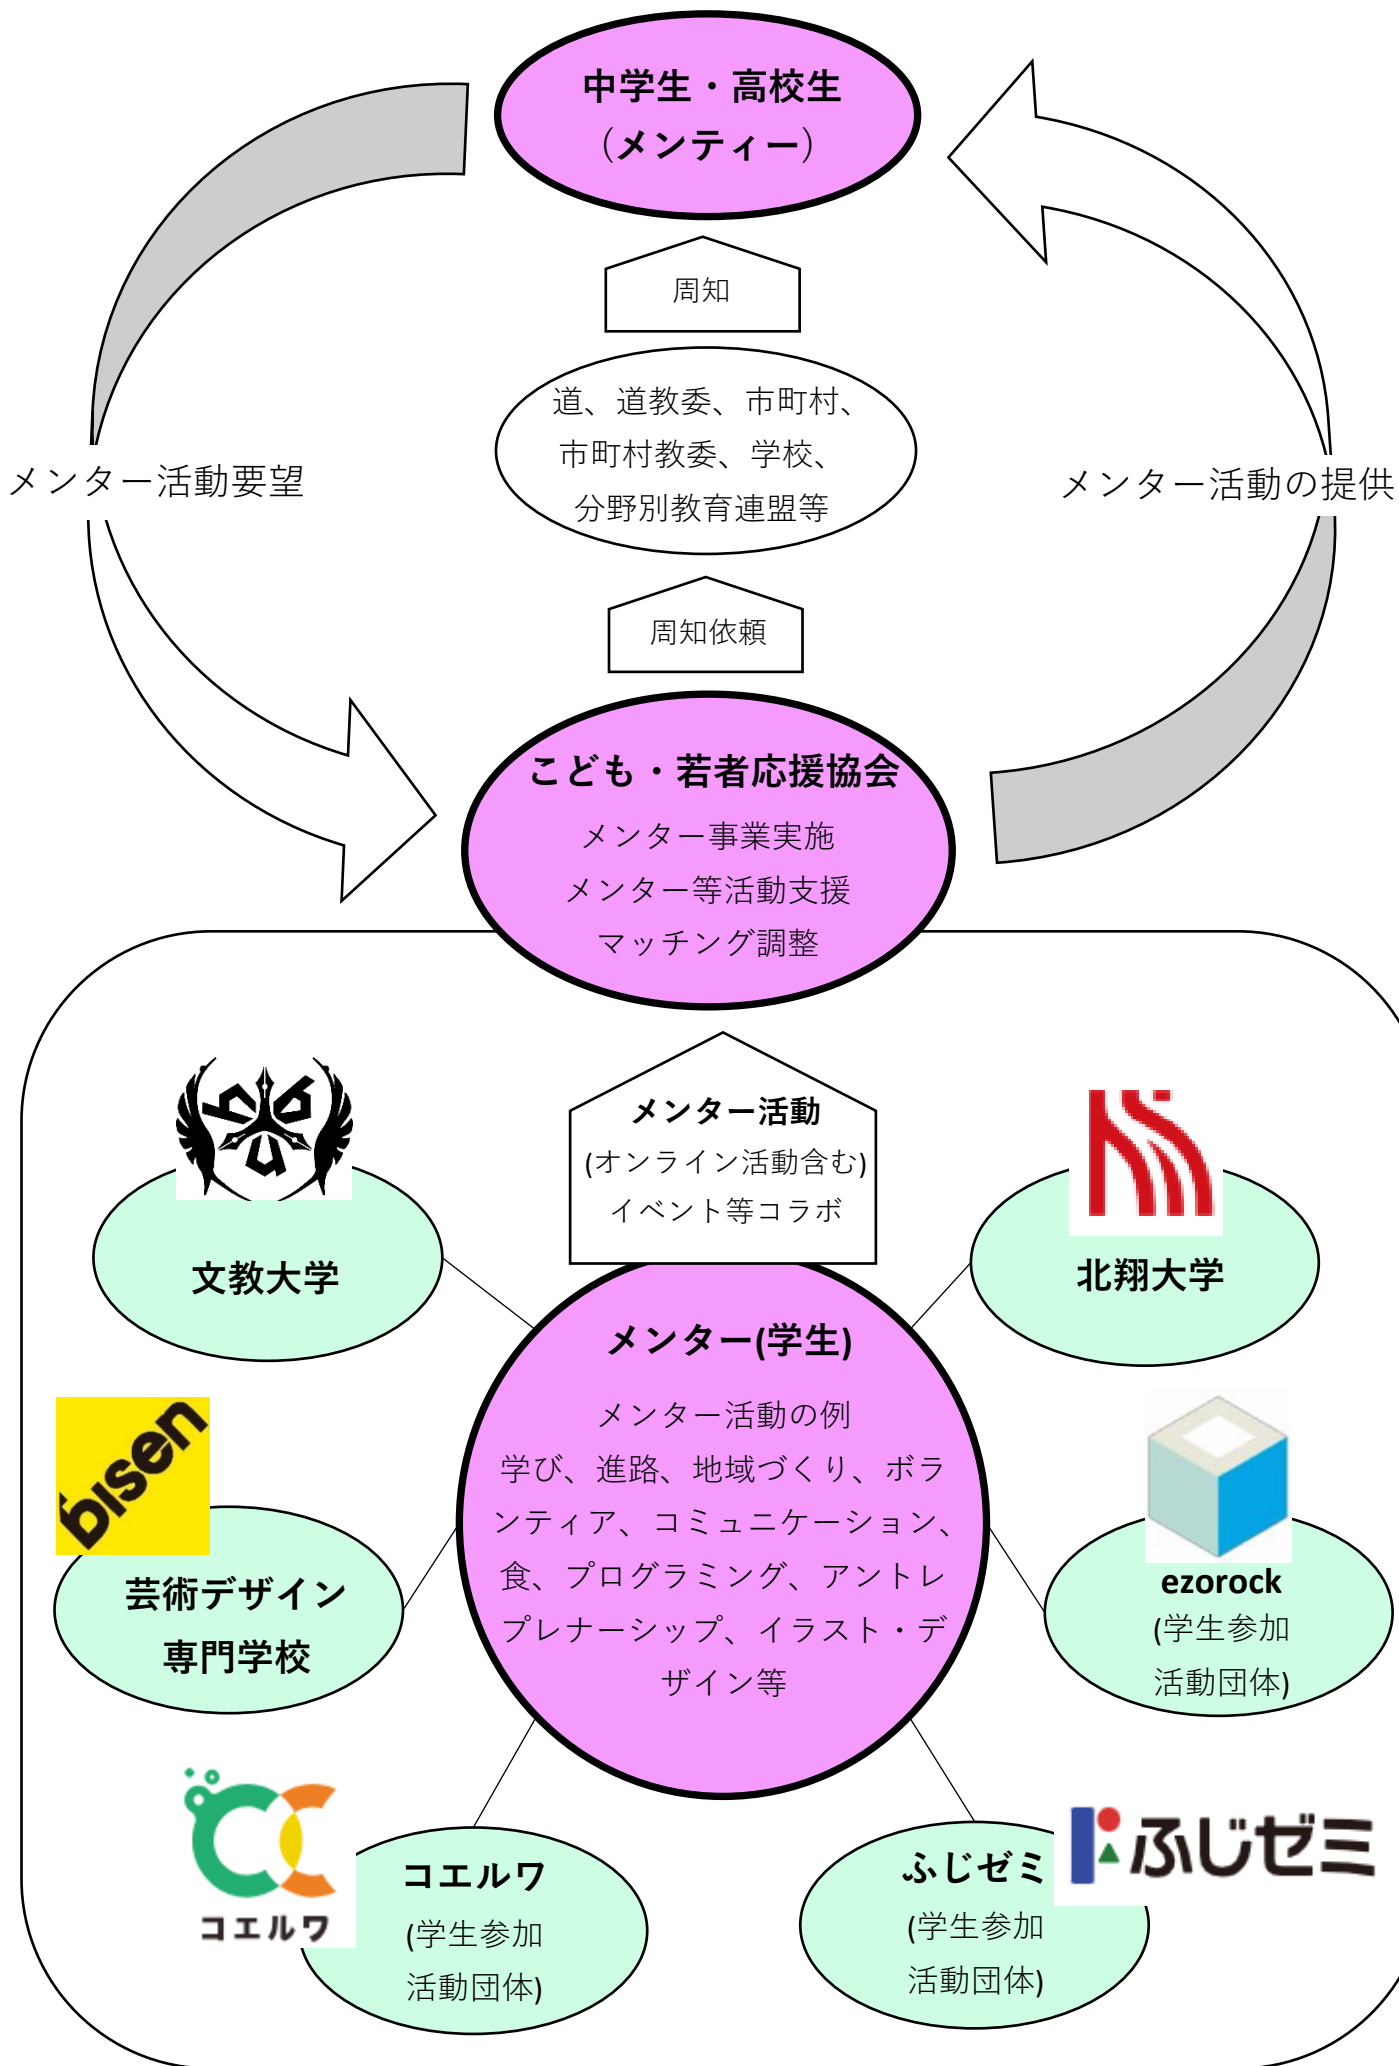 中学生・高校生
（メンティー）
周知
道、道教委、市町村、
市町村教委、学校、
分野別教育連盟等
メンター活動要望
メンター活動の提供
周知依頼
こども・若者応援協会
メンター事業実施
メンター等活動支援
マッチング調整
メンター活動
(オンライン活動含む)
イベント等コラボ
文教大学
北翔大学
メンター(学生)
メンター活動の例
学び、進路、地域づくり、ボラ
ンティア、コミュニケーション、
食、プログラミング、アントレ
プレナーシップ、イラスト・デ
ザイン等
bisen
芸術デザイン
専門学校
ezorock
(学生参加
活動団体)
コエルワ
コエルワ
(学生参加
活動団体)
ふじゼミ
(学生参加
活動団体)
ふじゼミ